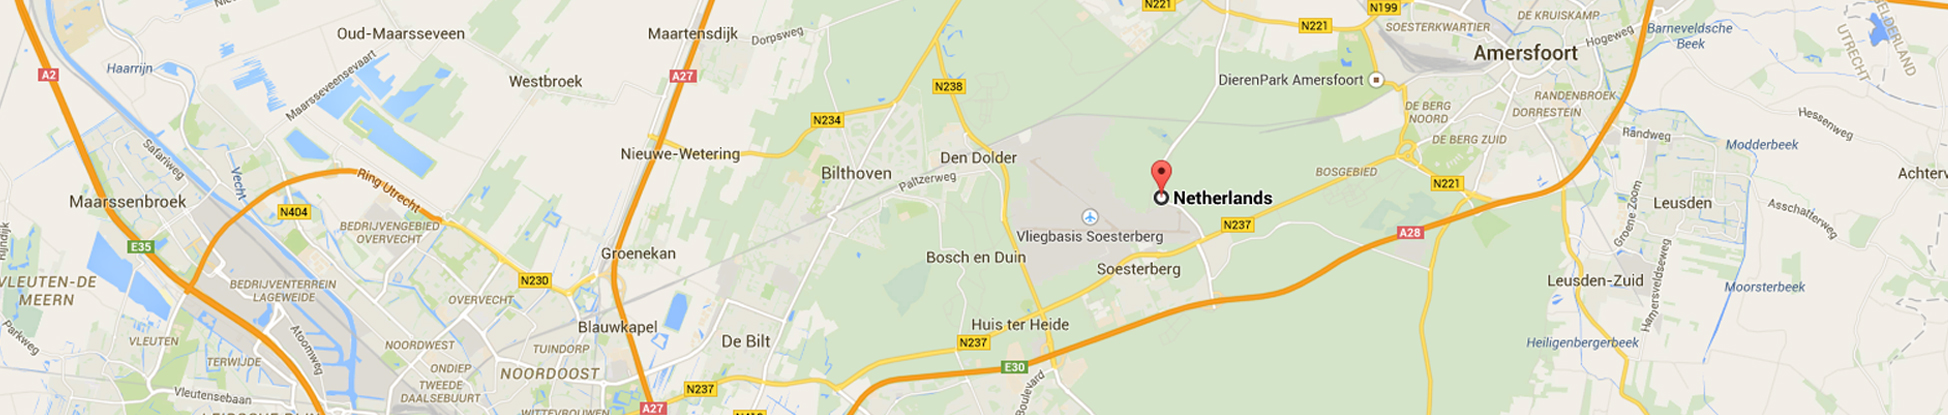 N221
N199
DE KRUISKAMP
SOESTERKWARTIER
N221
Oud-Maarsseveen
Maartensdijk
Dorpsweg
Hogeweg
Barneveldsche
Beek
GELDERLAND
UTRECHT
Amersfoort
Haarrijn
A2
Westbroek
A27
Maarsseveensevaart
N238
DierenPark Amersfoort
RANDENBROEK
DE BERG
NOORD
DORRESTEIN
Hessenweg
N234
Randweg
DE BERG ZUID
Modderbeek
Safariweg
Nieuwe-Wetering
Den Dolder
Bilthoven
Paltzerweg
BOSGEBIED
Achterv
Vecht
Ring Utrecht
N221
Netherlands
Maarssenbroek
N404
Leusden
Groene Zoom
Asschatterweg
BEDRIJVENGEBIED
OVERVECHT
N237
A28
Vliegbasis Soesterberg
Rijndijk
E35
Groenekan
Bosch en Duin
Soesterberg
VLEUTEN-DE
MEERN
BEDRIJVENTERREIN
LAGEWEIDE
N230
Leusden-Zuid
Hamersveldseweg
Moorsterbeek
OVERVECHT
Parkweg
Atoomweg
Blauwkapel
Huis ter Heide
VLEUTEN
NOORDWEST
TUINDORP
De Bilt
N237
Heiligenbergerbeek
TERWIJDE
ONDIEP
NOORDOOST
E30
TWEEDE
DAALSEBUURT
N237
Vleutensebaan
A27
Boulevard
WITTEVROUWEN